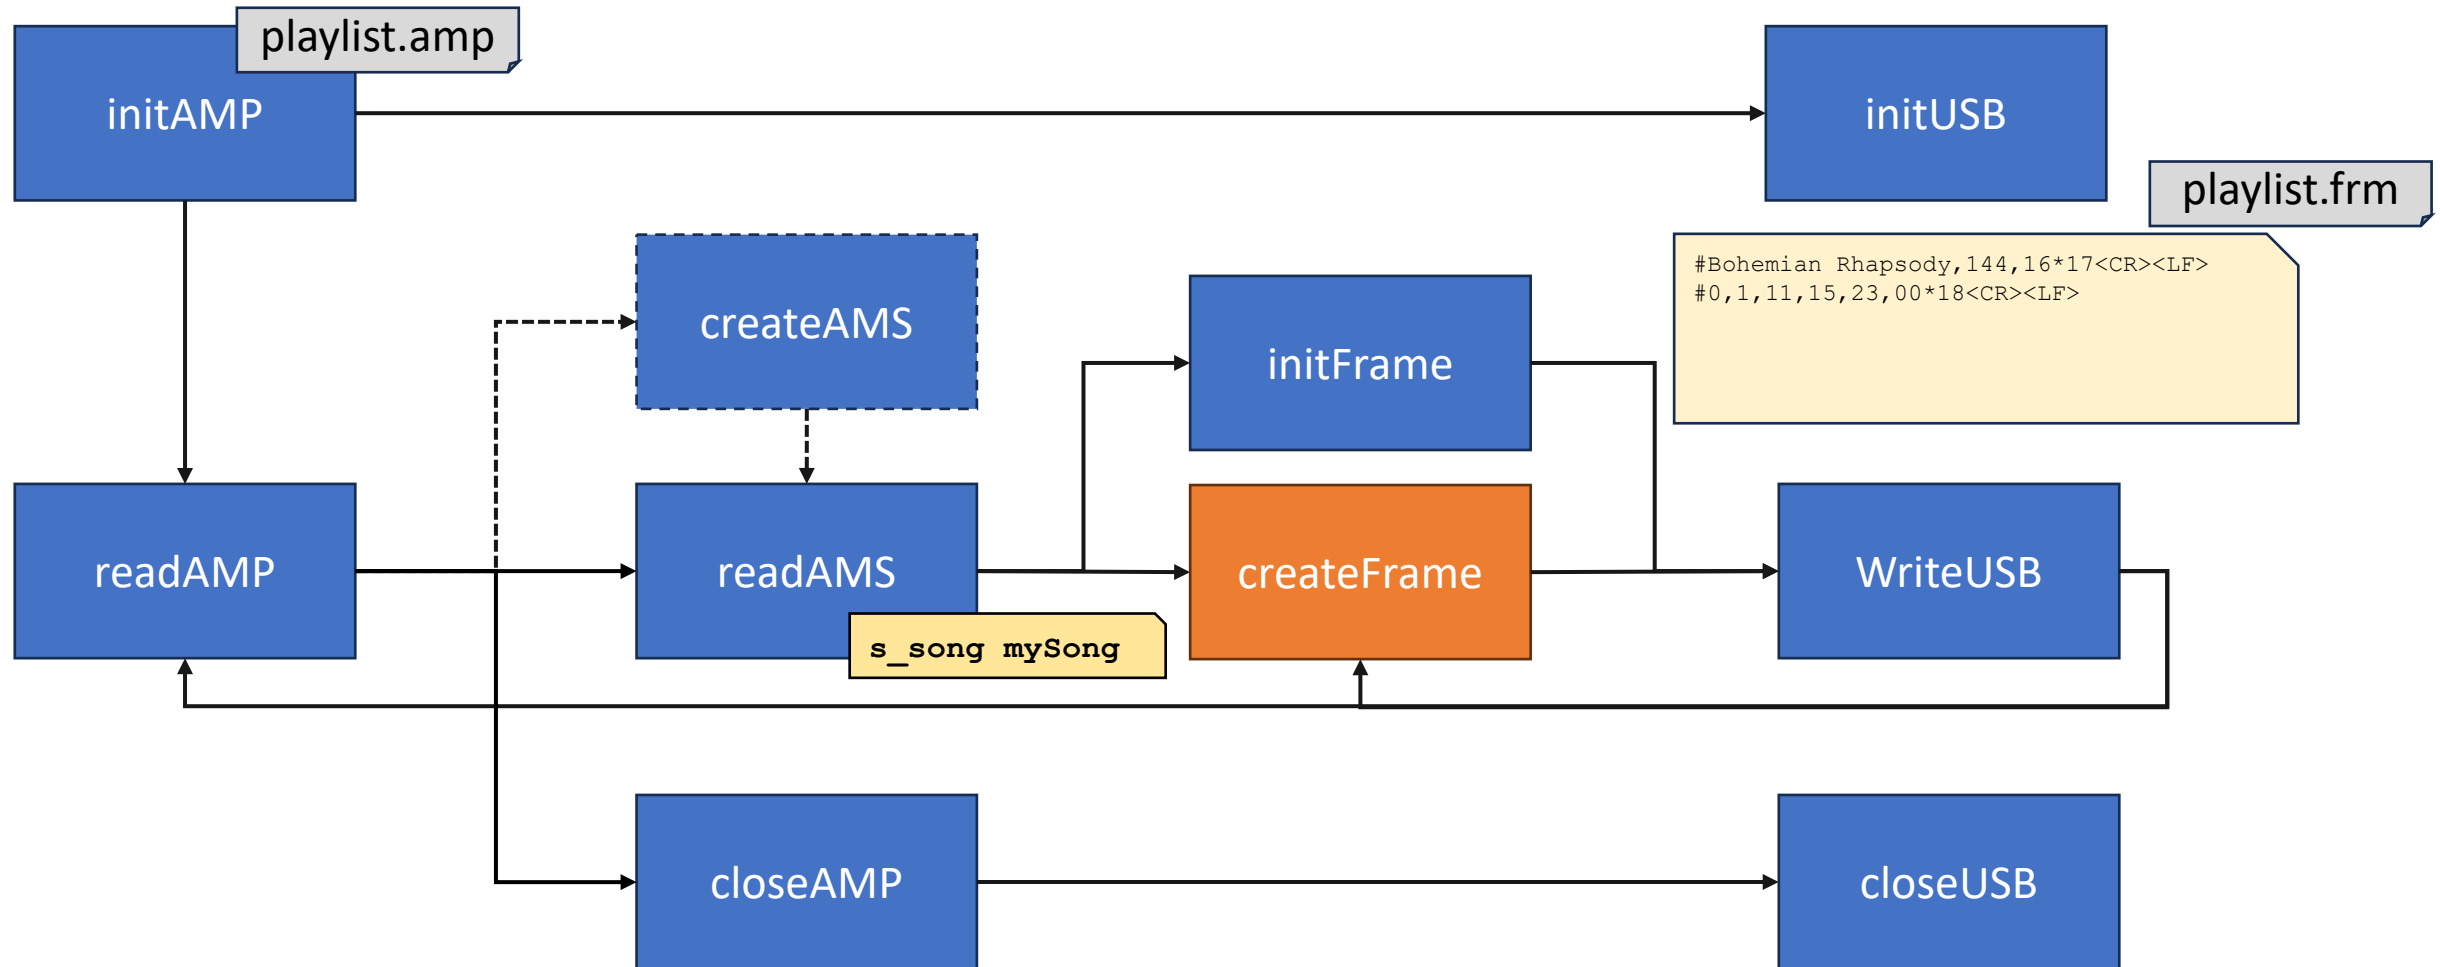 playlist.amp
initAMP
initUSB
playlist.frm
#Bohemian Rhapsody,144,16*17<CR><LF>
#0,1,11,15,23,00*18<CR><LF>
createAMS
initFrame
readAMP
readAMS
createFrame
WriteUSB
s_song mySong
closeAMP
closeUSB